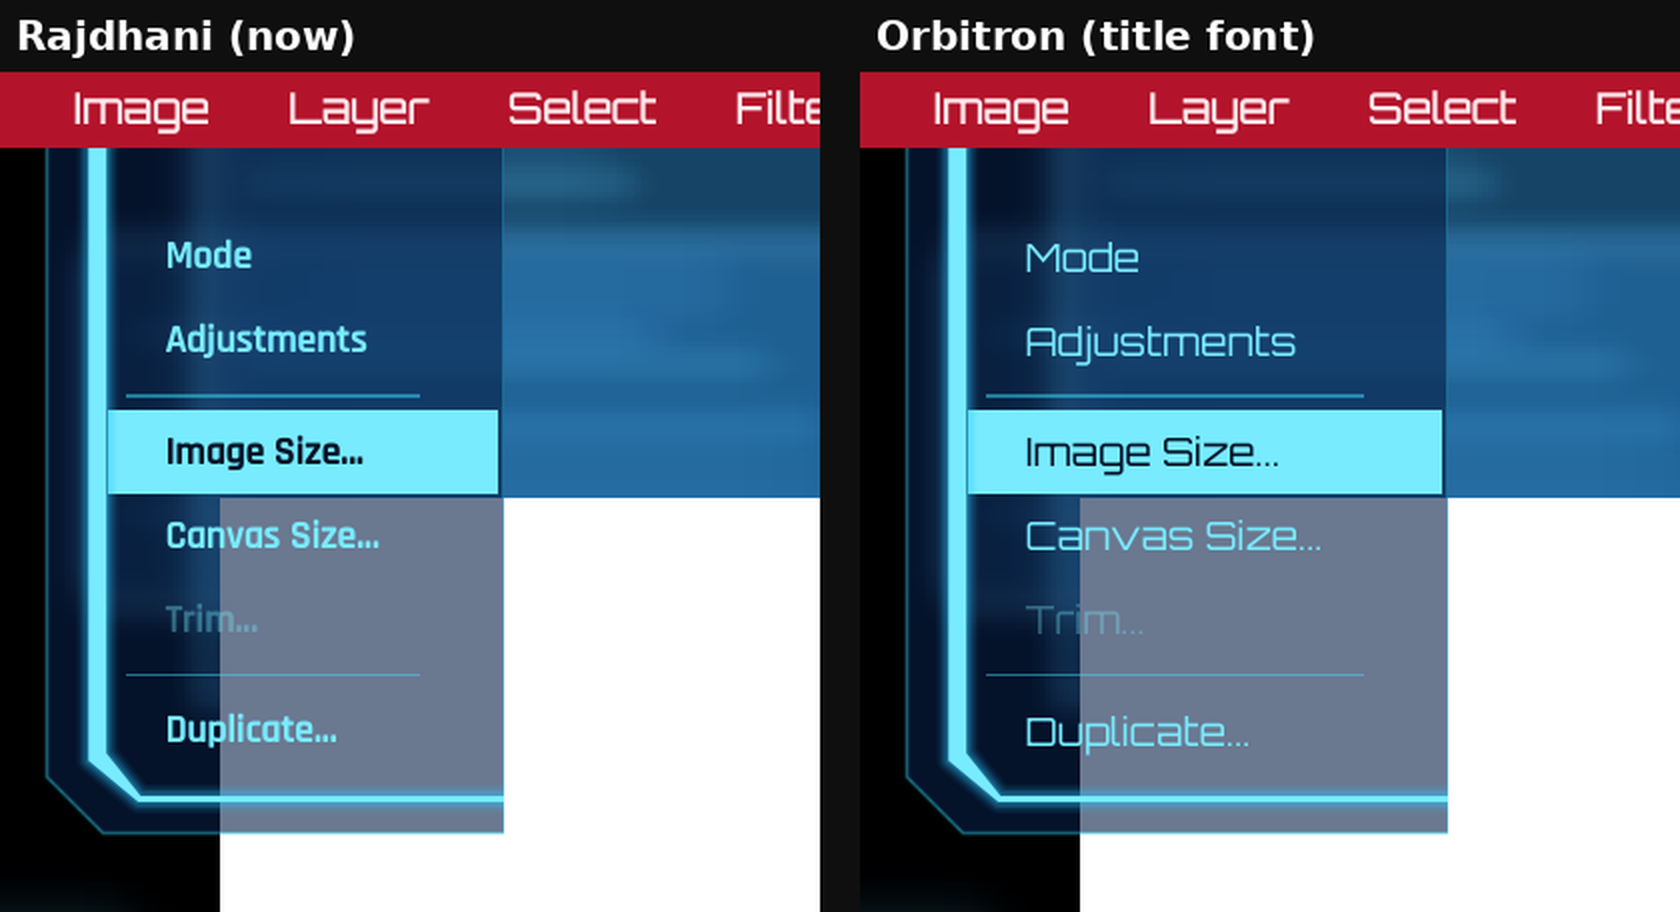 Rajdhani (now)
Image Layer Select Filte
Mode
Adjustments
Image Size...
Canvas Size...
Trim...
Duplicate...
Orbitron (title font)
Image Layer Select Filte
Mode
Adjustments
Image Size...
Canvas Size...
Trim...
Duplicate...